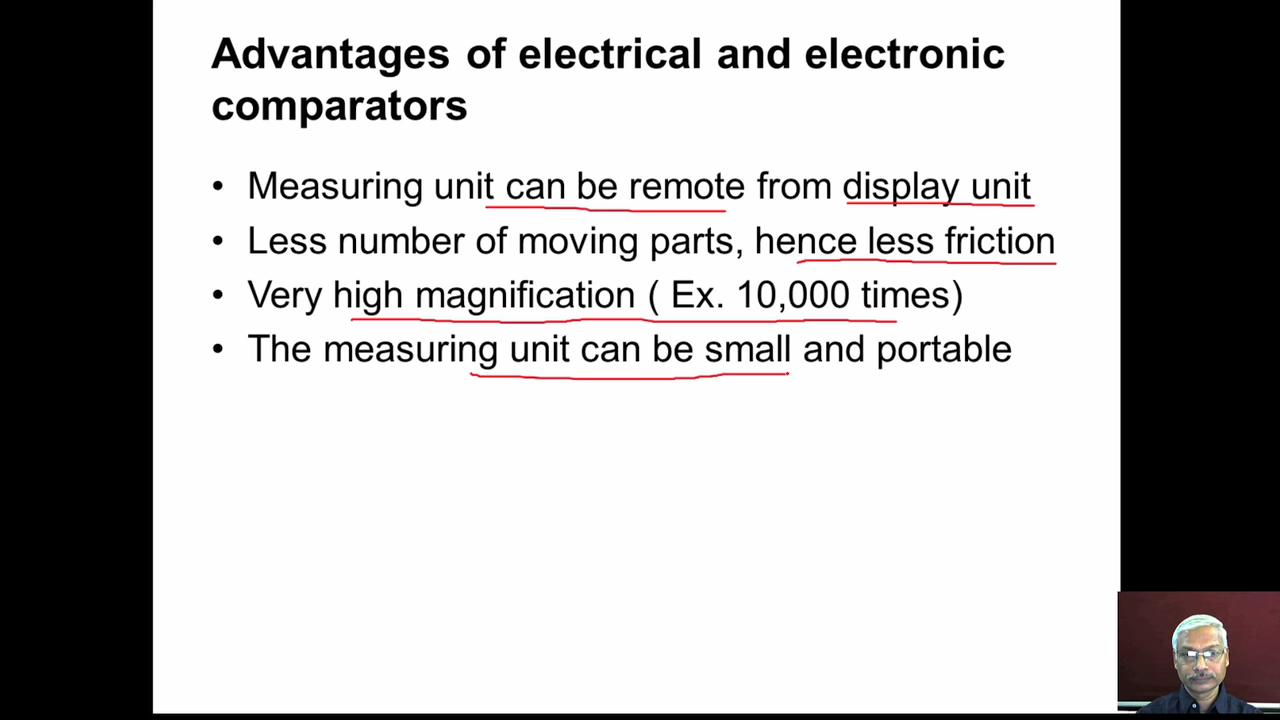 Advantages of electrical and electronic
comparators
• Measuring unit can be remote from display unit
• Less number of moving parts, hence less friction
• Very high magnification ( Ex. 10,000 times)
• The measuring unit can be small and portable